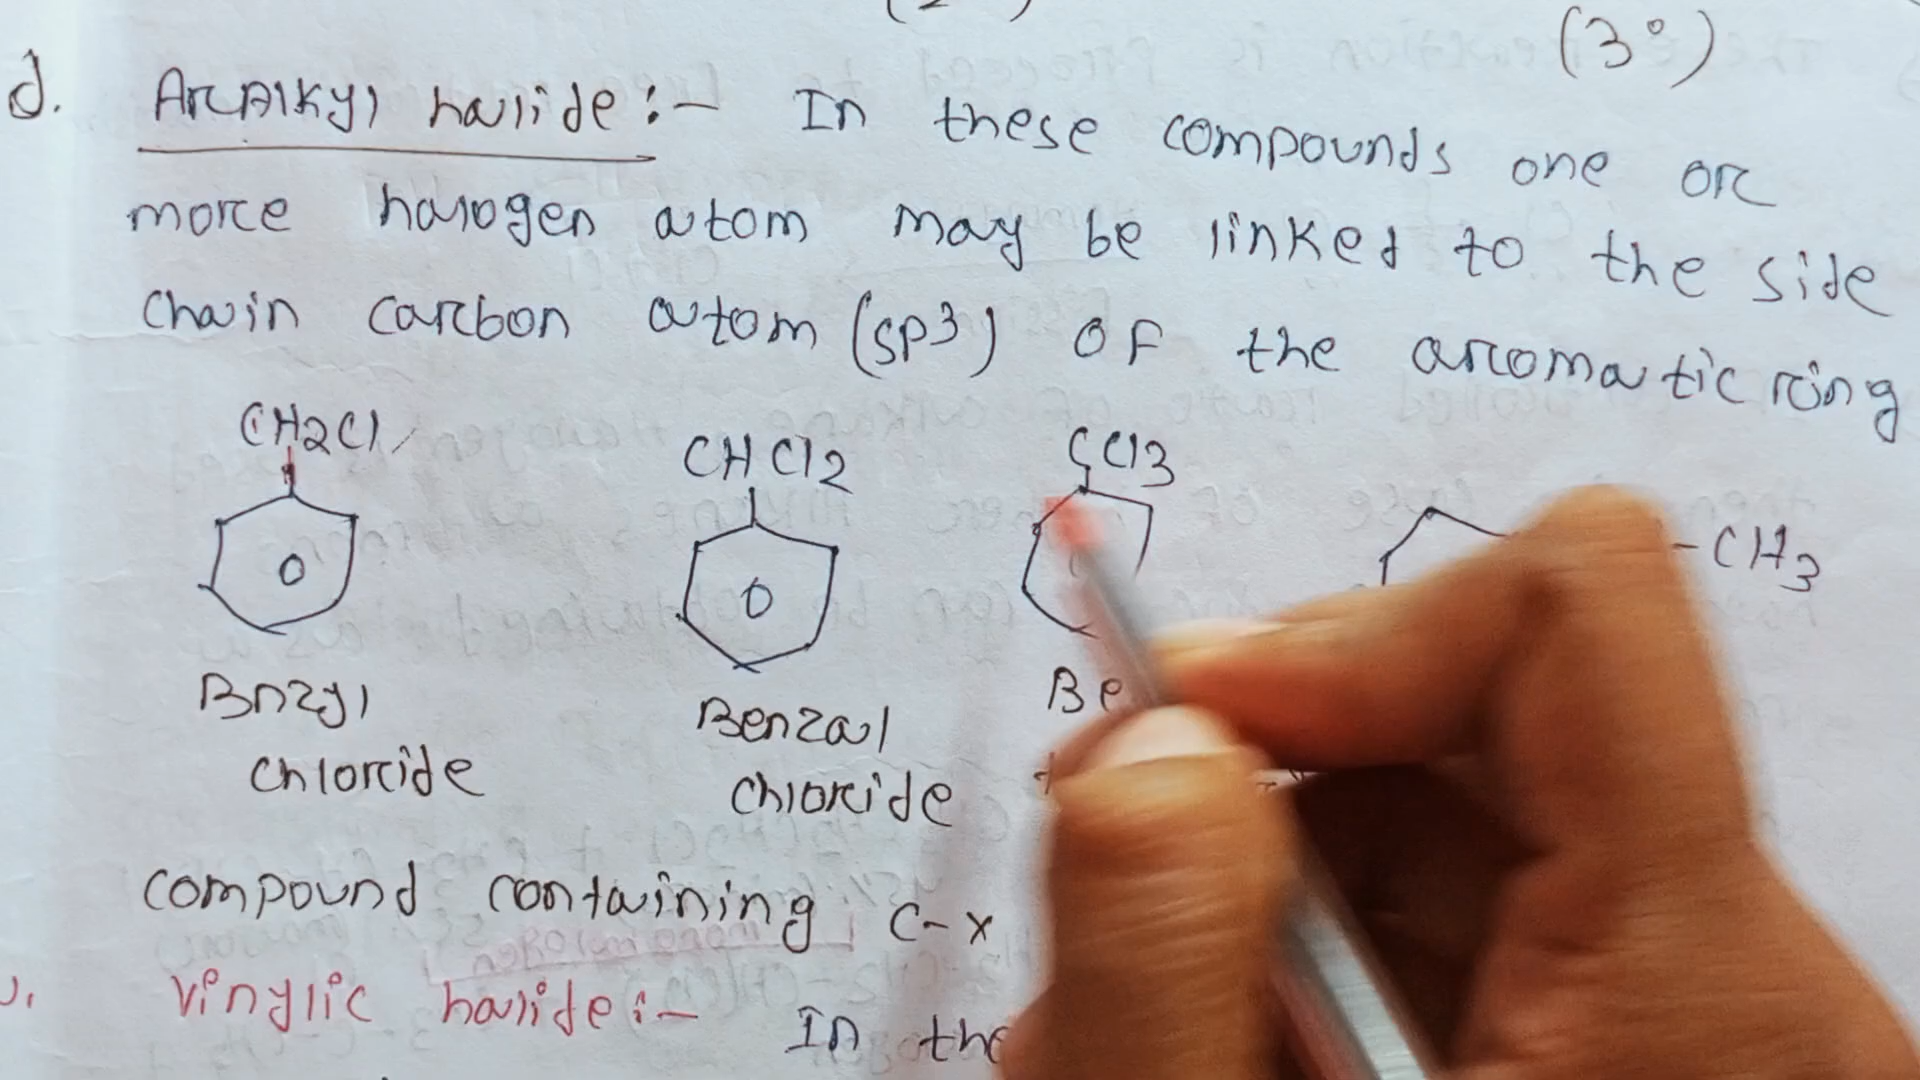 (3°)
d. Aralkyl halide:- In these compounds one or
more halogen atom may be linked to the side
chain carbon atom (sp3) of the aromatic ring
CH2Cl CHCl2 CCl3 -CH3
Bnzyl Benzal Be
chloride chloride
compound containing C-X
Vinylic halide:- In the